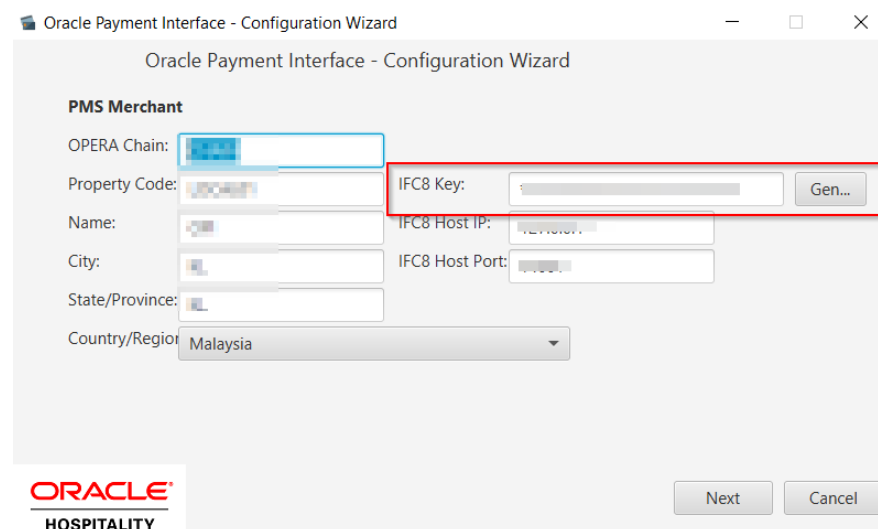 Oracle Payment Interface - Configuration Wizard
Oracle Payment Interface - Configuration Wizard
PMS Merchant
OPERA Chain:
Property Code:
IFC8 Key:
Gen...
Name:
IFC8 Host IP:
City:
IFC8 Host Port:
State/Province:
Country/Region
Malaysia
ORACLE
HOSPITALITY
Next
Cancel